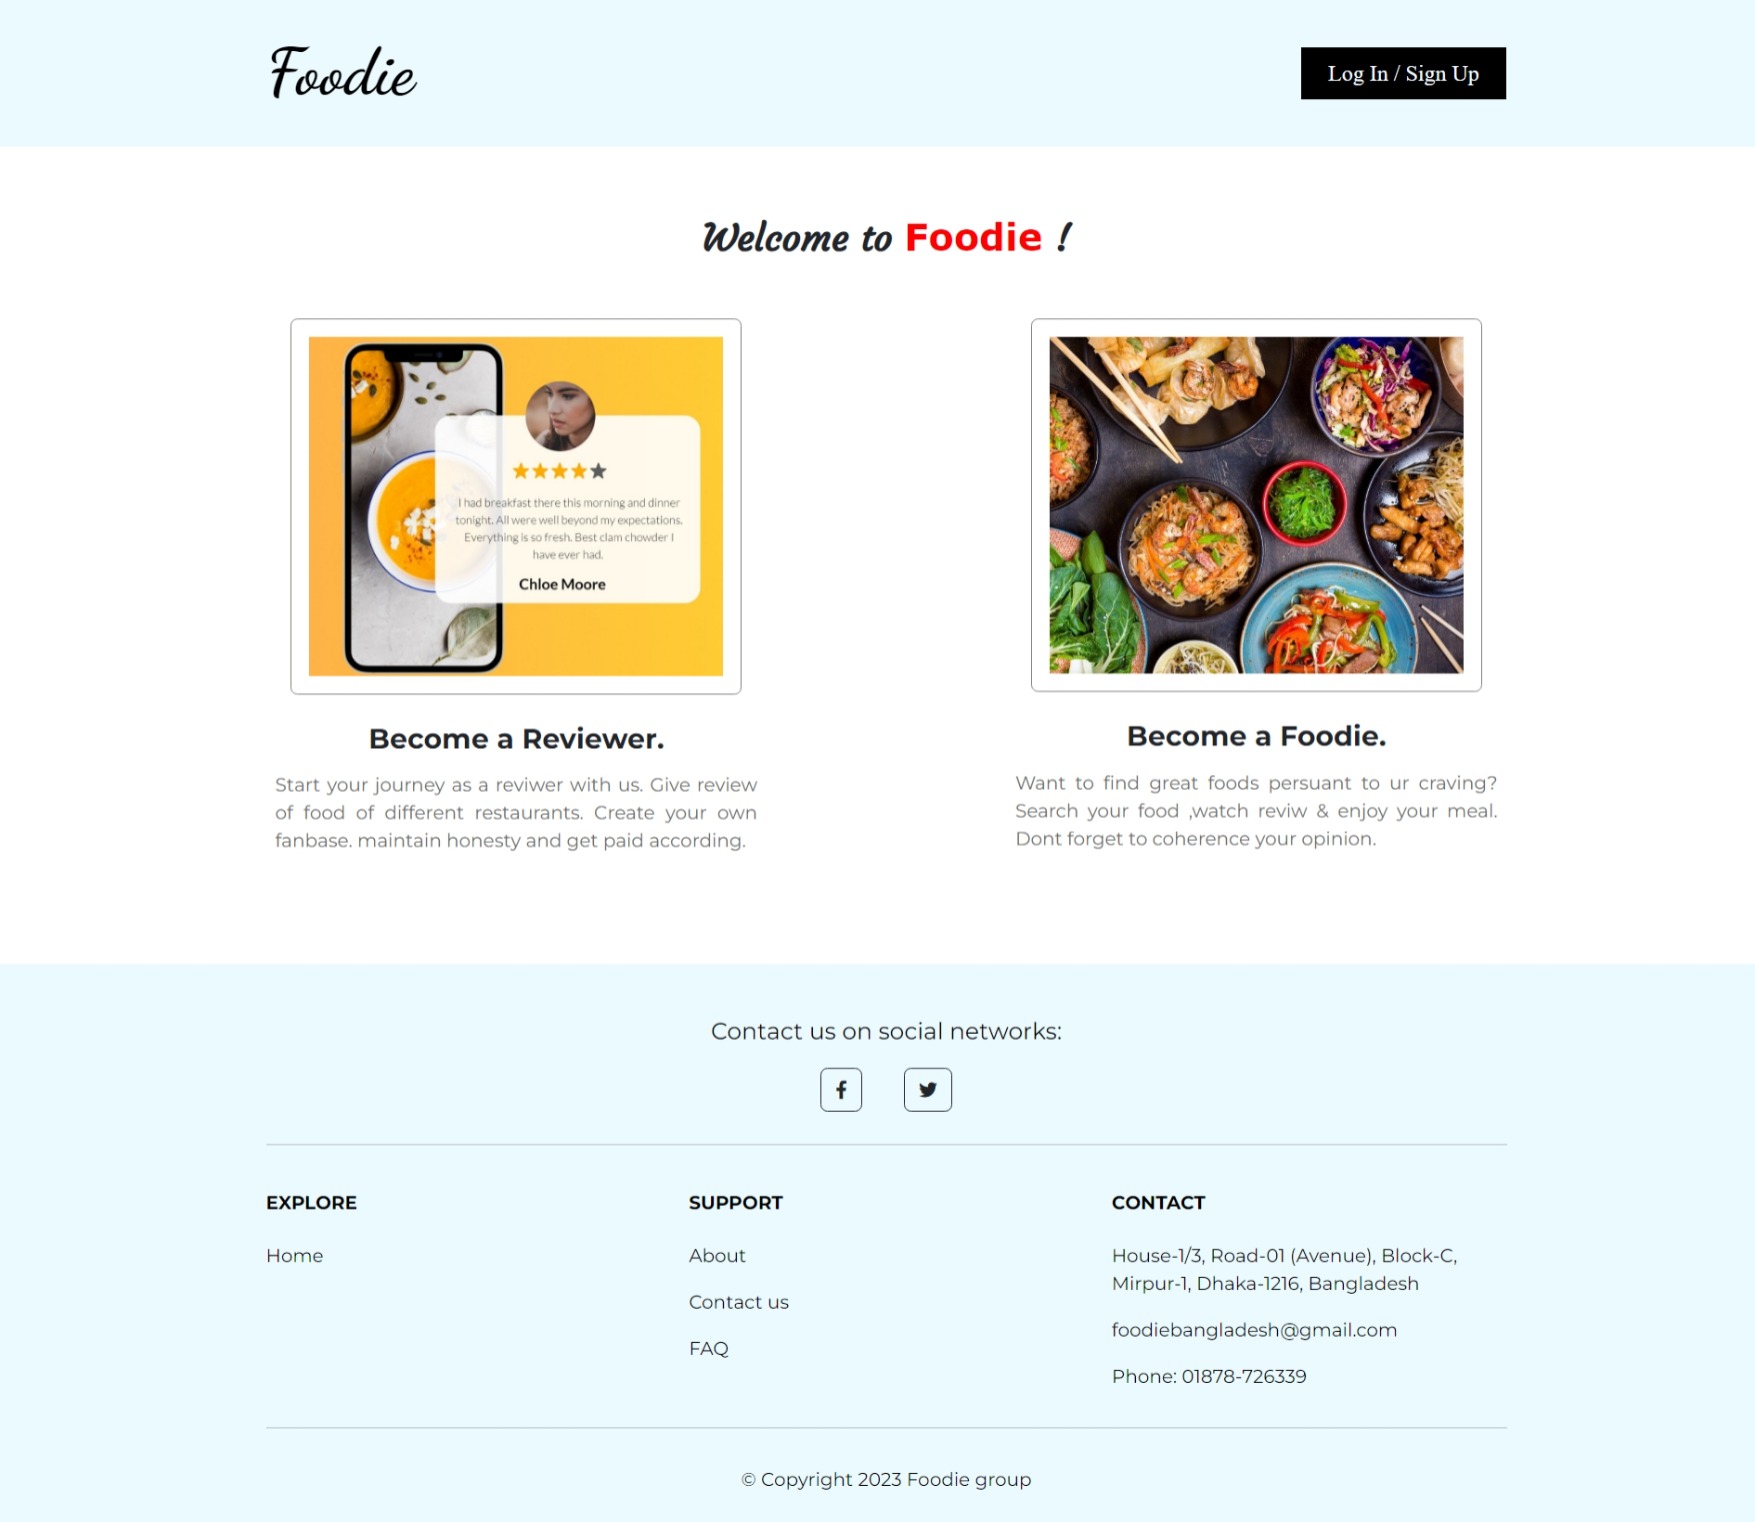 Foodie
Log In / Sign Up
Welcome to Foodie !
I had breakfast there this morning and dinner
tonight. All were well beyond my expectations.
Everything is so fresh. Best clam chowder I
have ever had.
Chloe Moore
Become a Reviewer.
Start your journey as a reviwer with us. Give review
of food of different restaurants. Create your own
fanbase. maintain honesty and get paid according.
Become a Foodie.
Want to find great foods persuant to ur craving?
Search your food ,watch reviw & enjoy your meal.
Dont forget to coherence your opinion.
Contact us on social networks:
EXPLORE
Home
SUPPORT
About
Contact us
FAQ
CONTACT
House-1/3, Road-01 (Avenue), Block-C,
Mirpur-1, Dhaka-1216, Bangladesh
foodiebangladesh@gmail.com
Phone: 01878-726339
© Copyright 2023 Foodie group